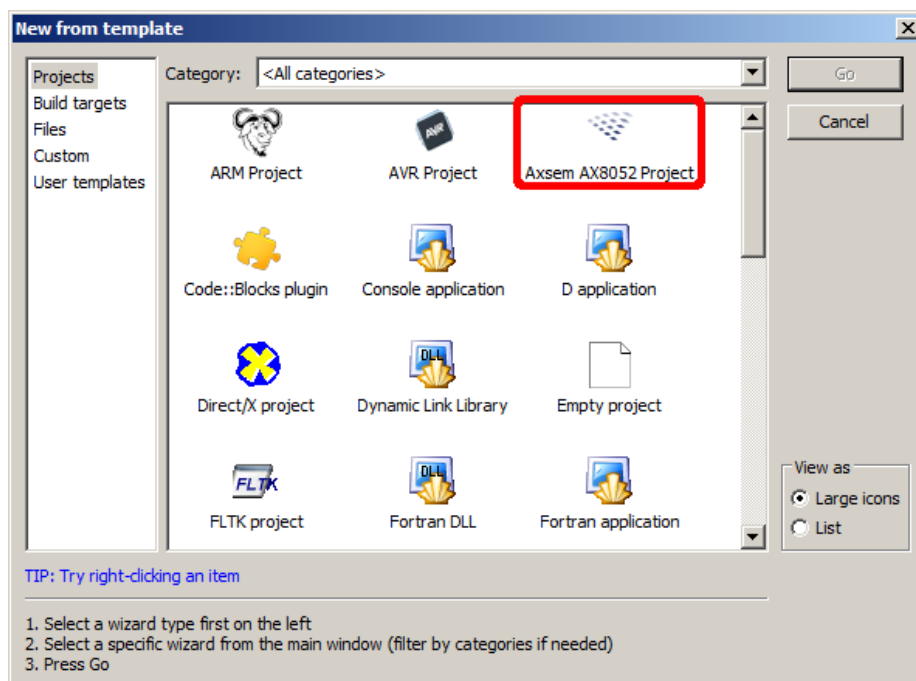 New from template
Projects
Build targets
Files
Custom
User templates
Category: <All categories>
Go
Cancel
ARM Project
AVR
AVR Project
Axsem AX8052 Project
Code::Blocks plugin
Console application
D application
Direct/X project
DLL
Dynamic Link Library
Empty project
FLTK
FLTK project
DLL
Fortran DLL
Fortran application
View as
Large icons
List
TIP: Try right-clicking an item
1. Select a wizard type first on the left
2. Select a specific wizard from the main window (filter by categories if needed)
3. Press Go